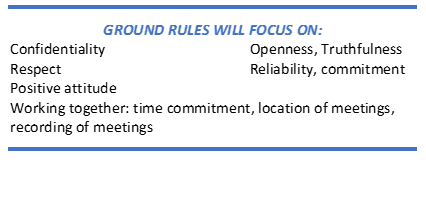 GROUND RULES WILL FOCUS ON:
Confidentiality Openness, Truthfulness
Respect Reliability, commitment
Positive attitude
Working together: time commitment, location of meetings,
recording of meetings